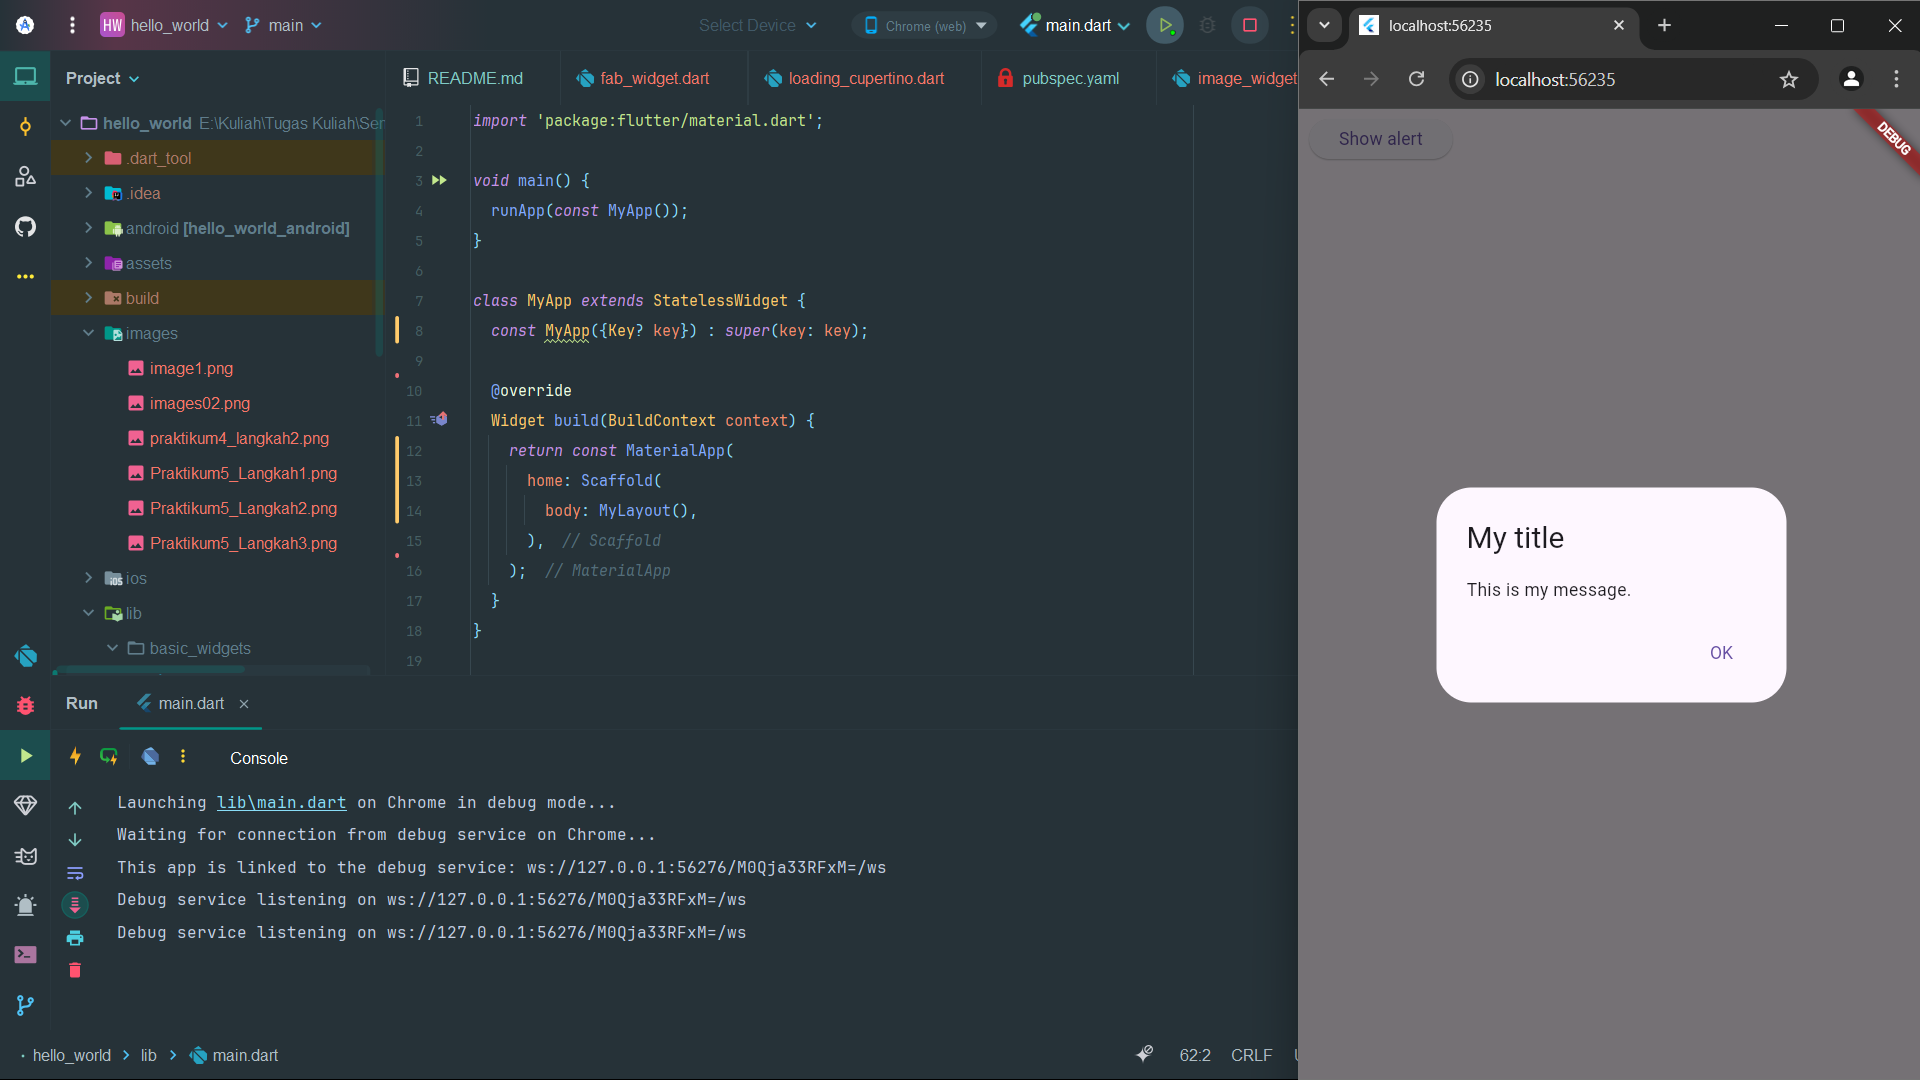 HW hello_world main Select Device Chrome (web) main.dart
Project
README.md fab_widget.dart loading_cupertino.dart pubspec.yaml image_widget
hello_world E:\Kuliah\Tugas Kuliah\Ser
.dart_tool
.idea
android [hello_world_android]
assets
build
images
image1.png
images02.png
praktikum4_langkah2.png
Praktikum5_Langkah1.png
Praktikum5_Langkah2.png
Praktikum5_Langkah3.png
ios
lib
basic_widgets
1 import 'package:flutter/material.dart';
2
3 void main() {
4 runApp(const MyApp());
5 }
6
7 class MyApp extends StatelessWidget {
8 const MyApp({Key? key}) : super(key: key);
9
10 @override
11 Widget build(BuildContext context) {
12 return const MaterialApp(
13 home: Scaffold(
14 body: MyLayout(),
15 ), // Scaffold
16 ); // MaterialApp
17 }
18 }
19
Run main.dart
Console
Launching lib\main.dart on Chrome in debug mode...
Waiting for connection from debug service on Chrome...
This app is linked to the debug service: ws://127.0.0.1:56276/M0Qja33RFxM=/ws
Debug service listening on ws://127.0.0.1:56276/M0Qja33RFxM=/ws
Debug service listening on ws://127.0.0.1:56276/M0Qja33RFxM=/ws
hello_world lib main.dart
62:2 CRLF
localhost:56235
localhost:56235
Show alert
DEBUG
My title
This is my message.
OK